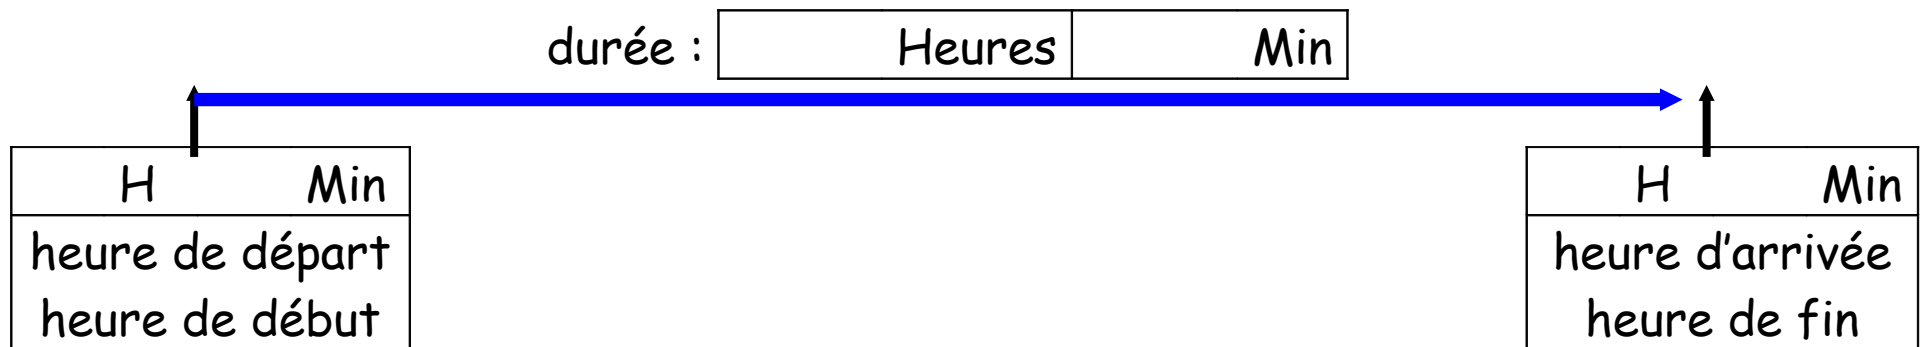 durée : Heures Min
H Min
heure de départ
heure de début
H Min
heure d'arrivée
heure de fin